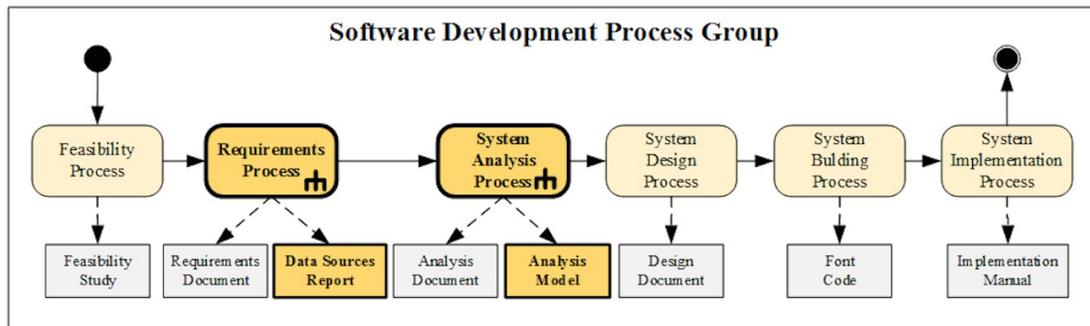 Software Development Process Group
Feasibility
Process
Requirements
Process
System
Analysis
Process
System
Design
Process
System
Bulding
Process
System
Implementation
Process
Feasibility
Study
Requirements
Document
Data Sources
Report
Analysis
Document
Analysis
Model
Design
Document
Font
Code
Implementation
Manual